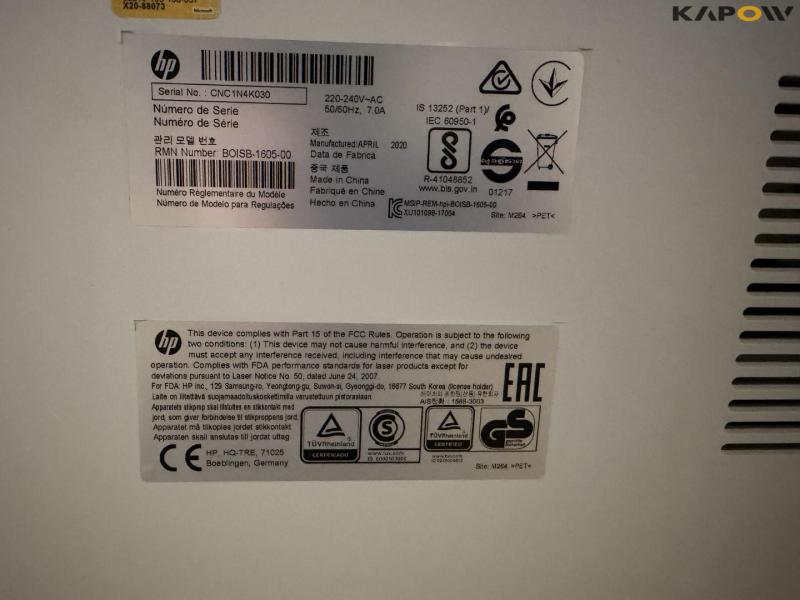 X20-88073
Microsoft
KAPOW
hp
Serial No. : CNC1N4K030
Número de Serie
Numéro de Série
관리 모델 번호
RMN Number: BOISB-1605-00
Numéro Réglementaire du Modèle
Número de Modelo para Regulações
220-240V~AC
50/60Hz, 7.0A
제조
Manufactured: APRIL 2020
Data de Fabrica
중국 제품
Made in China
Fabriqué en Chine
Hecho en China
IS 13252 (Part 1)/
IEC 60950-1
R-41048852
www.bis.gov.in
01217
MSIP-REM-hpi-BOISB-1605-00
XU101098-17004
Site: M264 >PET<
hp
This device complies with Part 15 of the FCC Rules. Operation is subject to the following
two conditions: (1) This device may not cause harmful interference, and (2) the device
must accept any interference received, including interference that may cause undesired
operation. Complies with FDA performance standards for laser products except for
deviations pursuant to Laser Notice No. 50, dated June 24, 2007.
For FDA: HP Inc., 129 Samsung-ro, Yeongtong-gu, Suwon-si, Gyeonggi-do, 16677 South Korea (license holder)
Laite on liitettävä suojamaadoituskoskettimilla varustettuun pistorasiaan
A/S전화 : 1588-3003
EAC
Apparatets stikprop skal tilsluttes en stikkontakt med
jord, som giver forbindelse til stikproppens jord.
Apparatet må tilkoples jordet stikkontakt
Apparaten skall anslutas till jordat uttag
CE
HP, HQ-TRE, 71025
Boeblingen, Germany
TÜVRheinland
CERTIFICADO
S
TÜVRheinland
CERTIFIED
GS
geprüfte
Sicherheit
Site: M264 >PET<